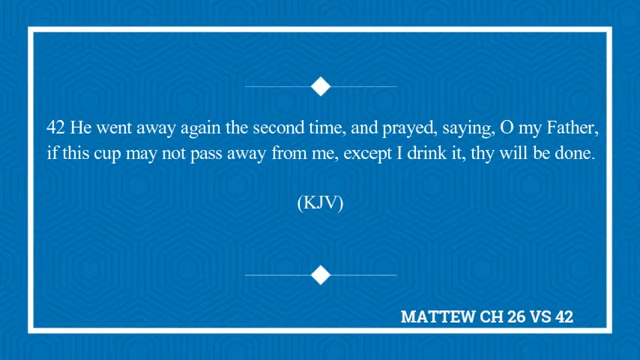 42 He went away again the second time, and prayed, saying, O my Father,
if this cup may not pass away from me, except I drink it, thy will be done.
(KJV)
MATTEW CH 26 VS 42